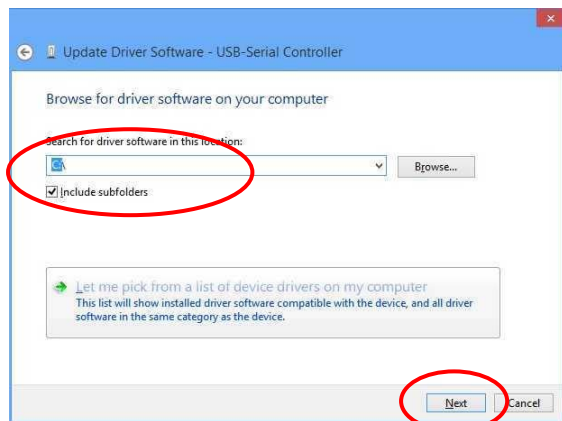 Update Driver Software - USB-Serial Controller
Browse for driver software on your computer
Search for driver software in this location:
C:\
Browse...
Include subfolders
Let me pick from a list of device drivers on my computer
This list will show installed driver software compatible with the device, and all driver
software in the same category as the device.
Next
Cancel